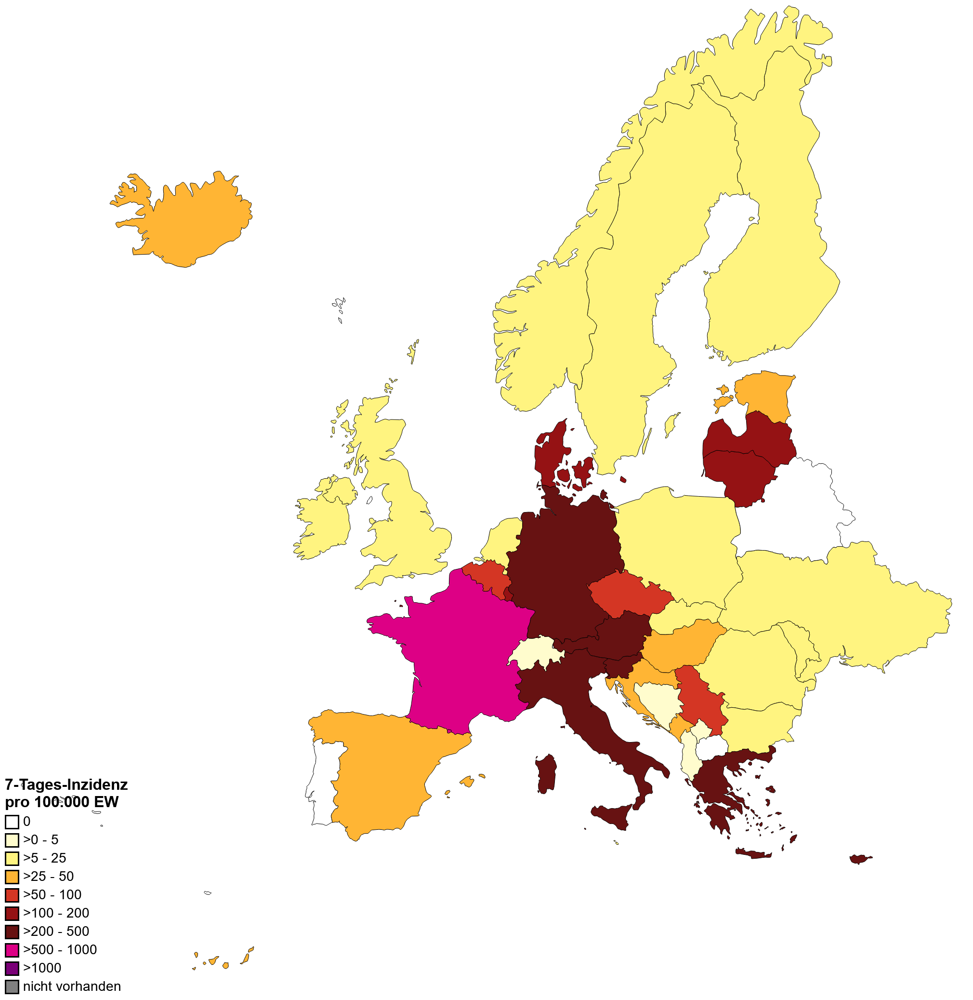 7-Tages-Inzidenz
pro 100.000 EW
0
>0 - 5
>5 - 25
>25 - 50
>50 - 100
>100 - 200
>200 - 500
>500 - 1000
>1000
nicht vorhanden